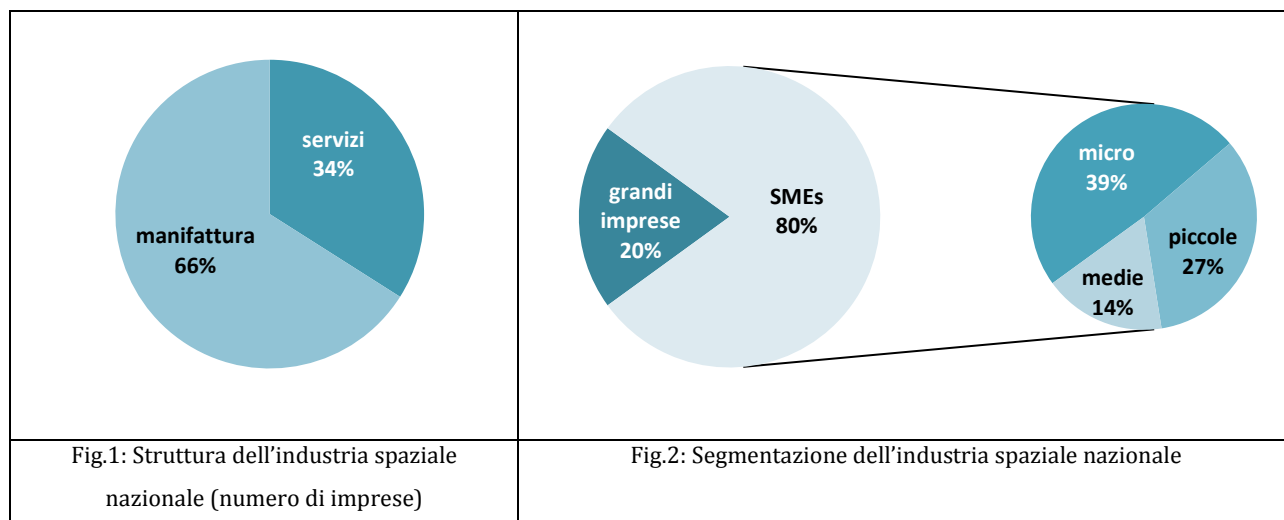 servizi
34%
manifattura
66%
grandi
imprese
20%
SMEs
80%
micro
39%
piccole
27%
medie
14%
Fig.1: Struttura dell’industria spaziale
nazionale (numero di imprese)
Fig.2: Segmentazione dell’industria spaziale nazionale